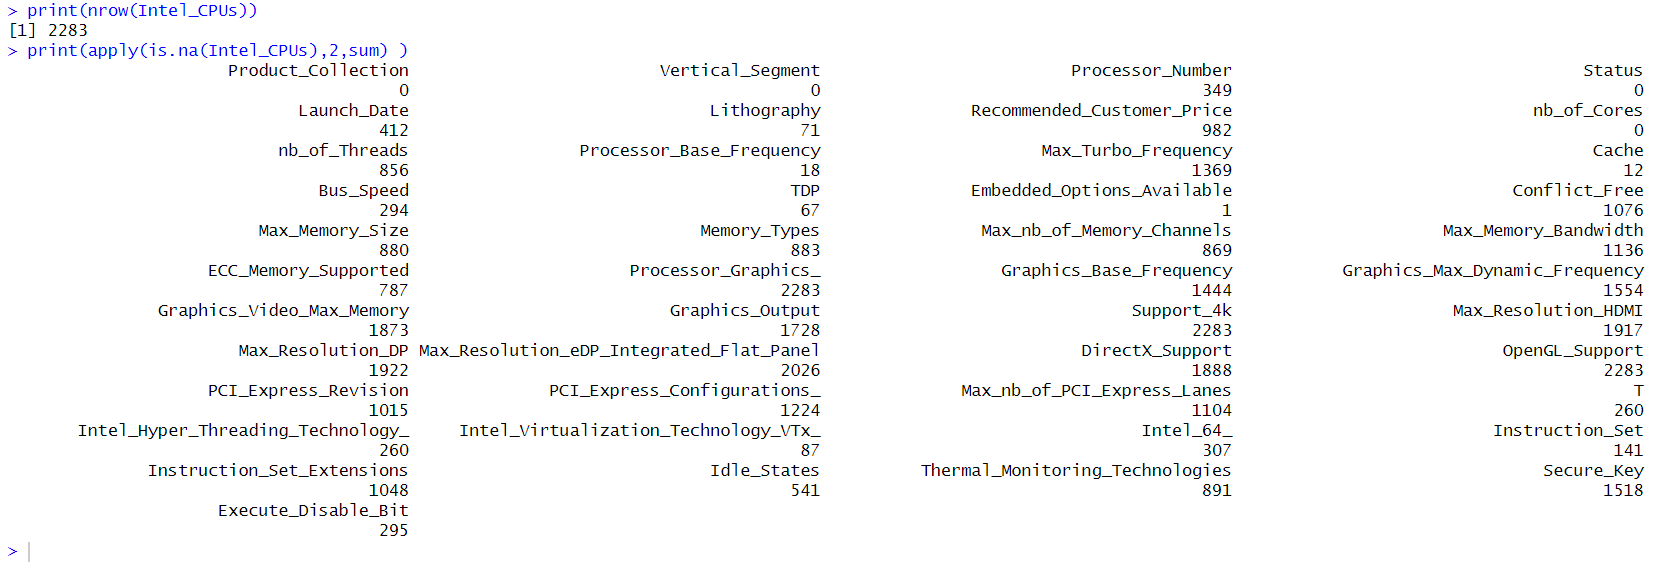 > print(nrow(Intel_CPUs))
[1] 2283
> print(apply(is.na(Intel_CPUs),2,sum) )
Product_Collection Vertical_Segment Processor_Number Status
0 0 349 0
Launch_Date Lithography Recommended_Customer_Price nb_of_Cores
412 71 982 0
nb_of_Threads Processor_Base_Frequency Max_Turbo_Frequency Cache
856 18 1369 12
Bus_Speed TDP Embedded_Options_Available Conflict_Free
294 67 1 1076
Max_Memory_Size Memory_Types Max_nb_of_Memory_Channels Max_Memory_Bandwidth
880 883 869 1136
ECC_Memory_Supported Processor_Graphics_ Graphics_Base_Frequency Graphics_Max_Dynamic_Frequency
787 2283 1444 1554
Graphics_Video_Max_Memory Graphics_Output Support_4k Max_Resolution_HDMI
1873 1728 2283 1917
Max_Resolution_DP Max_Resolution_eDP_Integrated_Flat_Panel DirectX_Support OpenGL_Support
1922 2026 1888 2283
PCI_Express_Revision PCI_Express_Configurations_ Max_nb_of_PCI_Express_Lanes T
1015 1224 1104 260
Intel_Hyper_Threading_Technology_ Intel_Virtualization_Technology_VTx_ Intel_64_ Instruction_Set
260 87 307 141
Instruction_Set_Extensions Idle_States Thermal_Monitoring_Technologies Secure_Key
1048 541 891 1518
Execute_Disable_Bit
295
>